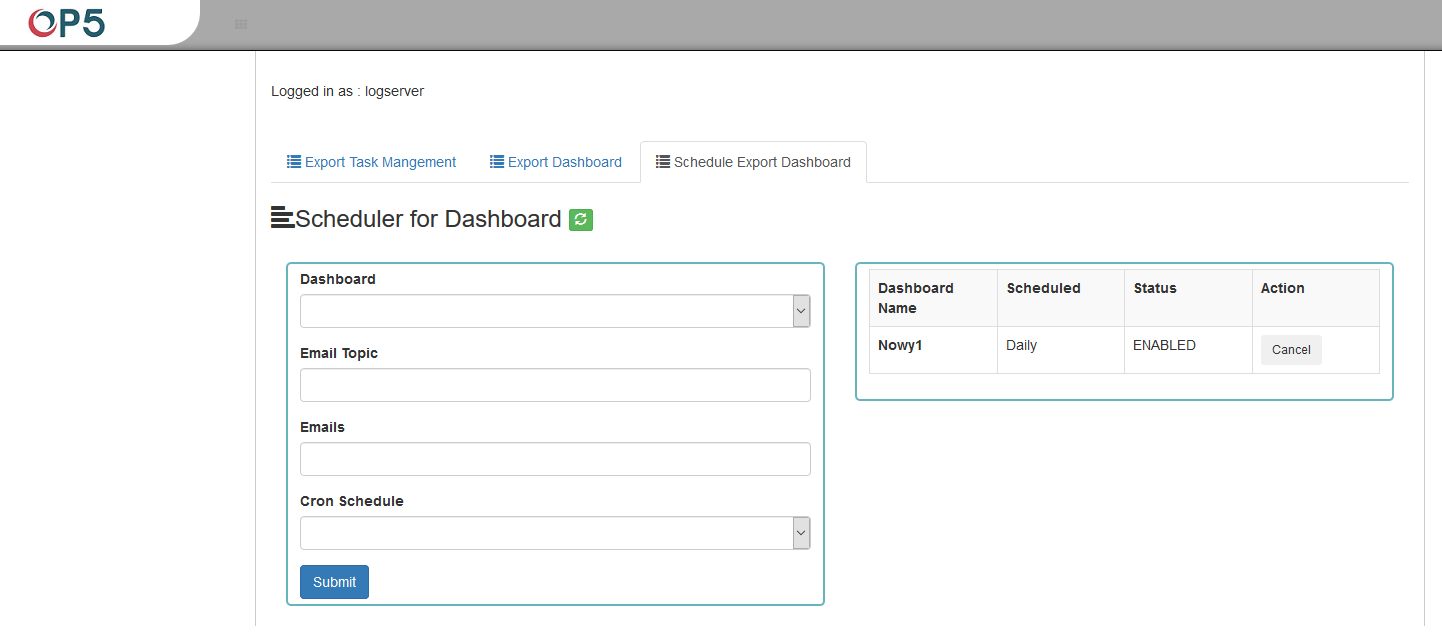 OP5
Logged in as : logserver
Export Task Mangement
Export Dashboard
Schedule Export Dashboard
Scheduler for Dashboard
Dashboard
Email Topic
Emails
Cron Schedule
Submit
Dashboard Name
Scheduled
Status
Action
Nowy1
Daily
ENABLED
Cancel